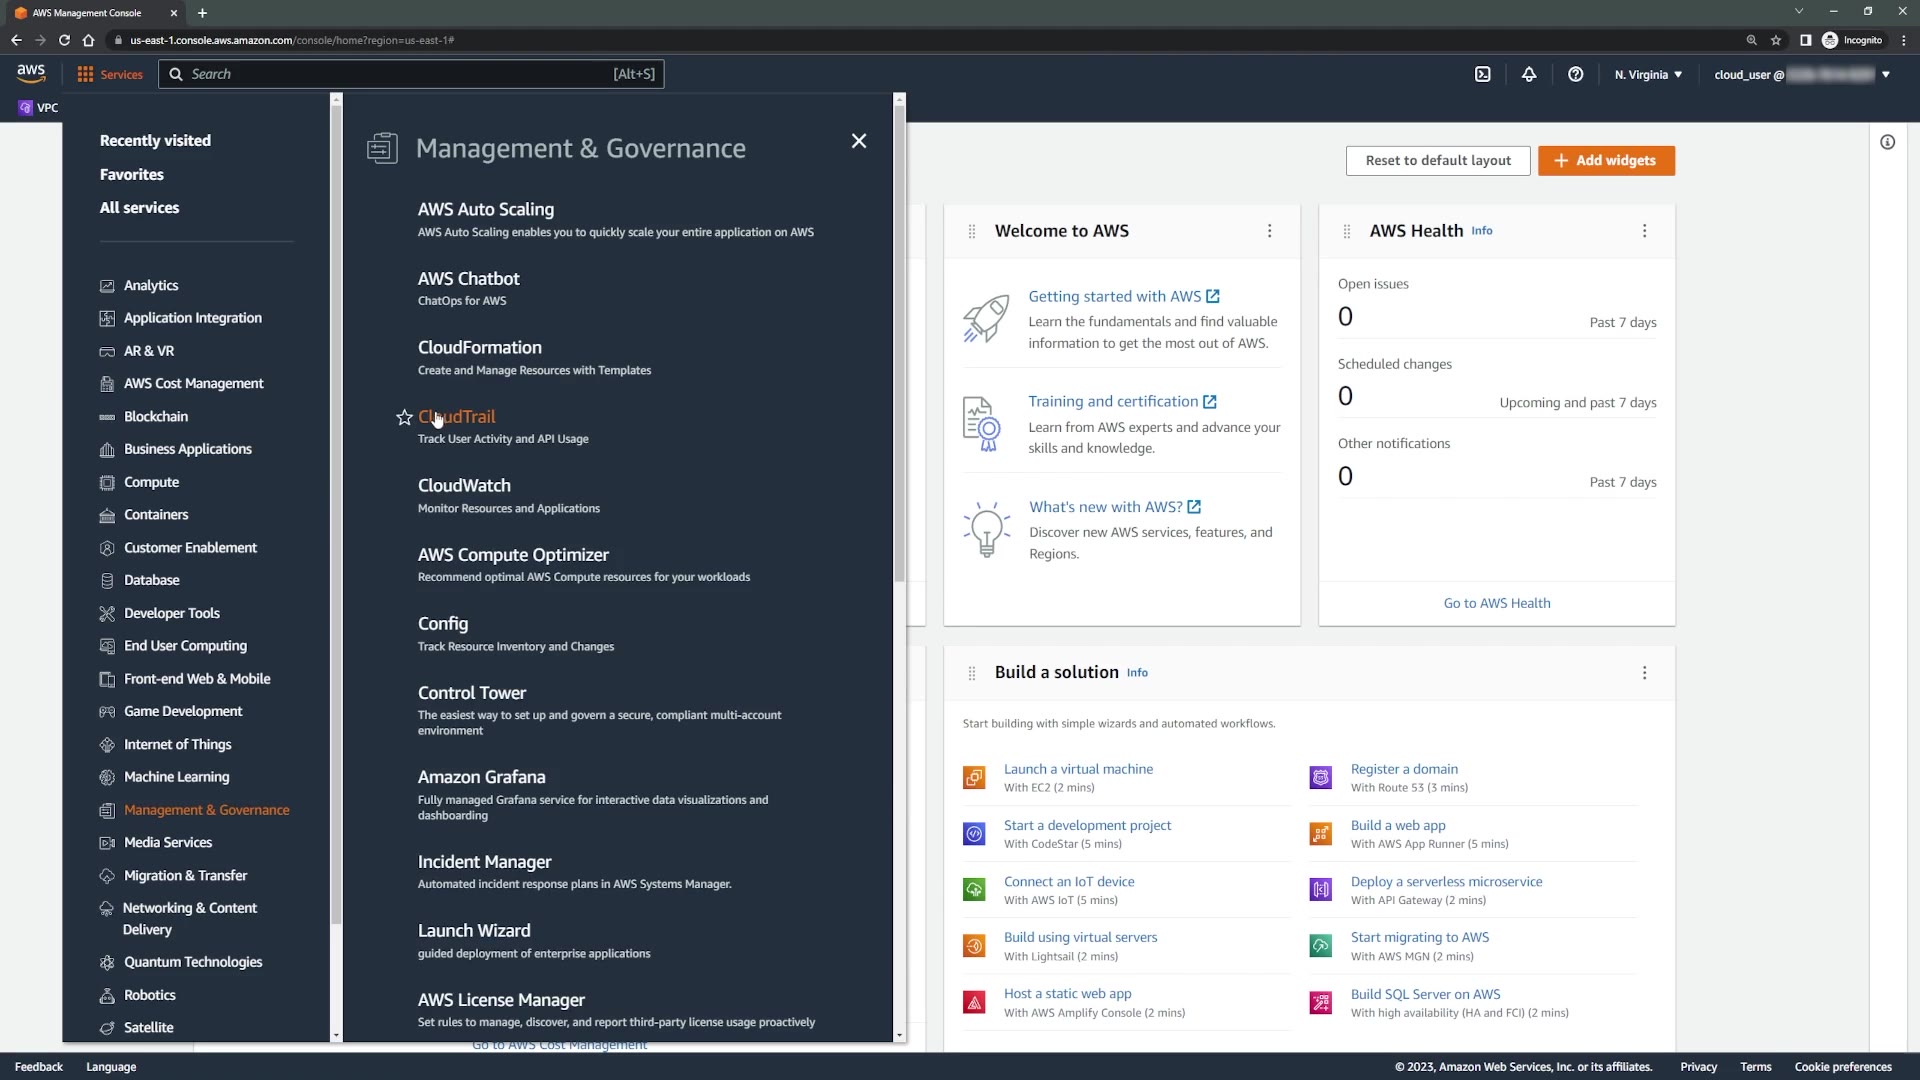 AWS Management Console
us-east-1.console.aws.amazon.com/console/home?region=us-east-1#
Incognito
aws
Services
Search
[Alt+S]
N. Virginia
cloud_user @
VPC
Recently visited
Favorites
All services
Analytics
Application Integration
AR & VR
AWS Cost Management
Blockchain
Business Applications
Compute
Containers
Customer Enablement
Database
Developer Tools
End User Computing
Front-end Web & Mobile
Game Development
Internet of Things
Machine Learning
Management & Governance
Media Services
Migration & Transfer
Networking & Content
Delivery
Quantum Technologies
Robotics
Satellite
Management & Governance
AWS Auto Scaling
AWS Auto Scaling enables you to quickly scale your entire application on AWS
AWS Chatbot
ChatOps for AWS
CloudFormation
Create and Manage Resources with Templates
CloudTrail
Track User Activity and API Usage
CloudWatch
Monitor Resources and Applications
AWS Compute Optimizer
Recommend optimal AWS Compute resources for your workloads
Config
Track Resource Inventory and Changes
Control Tower
The easiest way to set up and govern a secure, compliant multi-account
environment
Amazon Grafana
Fully managed Grafana service for interactive data visualizations and
dashboarding
Incident Manager
Automated incident response plans in AWS Systems Manager.
Launch Wizard
guided deployment of enterprise applications
AWS License Manager
Set rules to manage, discover, and report third-party license usage proactively
Go to AWS Cost Management
Reset to default layout
Add widgets
Welcome to AWS
Getting started with AWS
Learn the fundamentals and find valuable
information to get the most out of AWS.
Training and certification
Learn from AWS experts and advance your
skills and knowledge.
What's new with AWS?
Discover new AWS services, features, and
Regions.
AWS Health Info
Open issues
0
Past 7 days
Scheduled changes
0
Upcoming and past 7 days
Other notifications
0
Past 7 days
Go to AWS Health
Build a solution Info
Start building with simple wizards and automated workflows.
Launch a virtual machine
With EC2 (2 mins)
Start a development project
With CodeStar (5 mins)
Connect an IoT device
With AWS IoT (5 mins)
Build using virtual servers
With Lightsail (2 mins)
Host a static web app
With AWS Amplify Console (2 mins)
Register a domain
With Route 53 (3 mins)
Build a web app
With AWS App Runner (5 mins)
Deploy a serverless microservice
With API Gateway (2 mins)
Start migrating to AWS
With AWS MGN (2 mins)
Build SQL Server on AWS
With high availability (HA and FCI) (2 mins)
Feedback
Language
© 2023, Amazon Web Services, Inc. or its affiliates.
Privacy
Terms
Cookie preferences